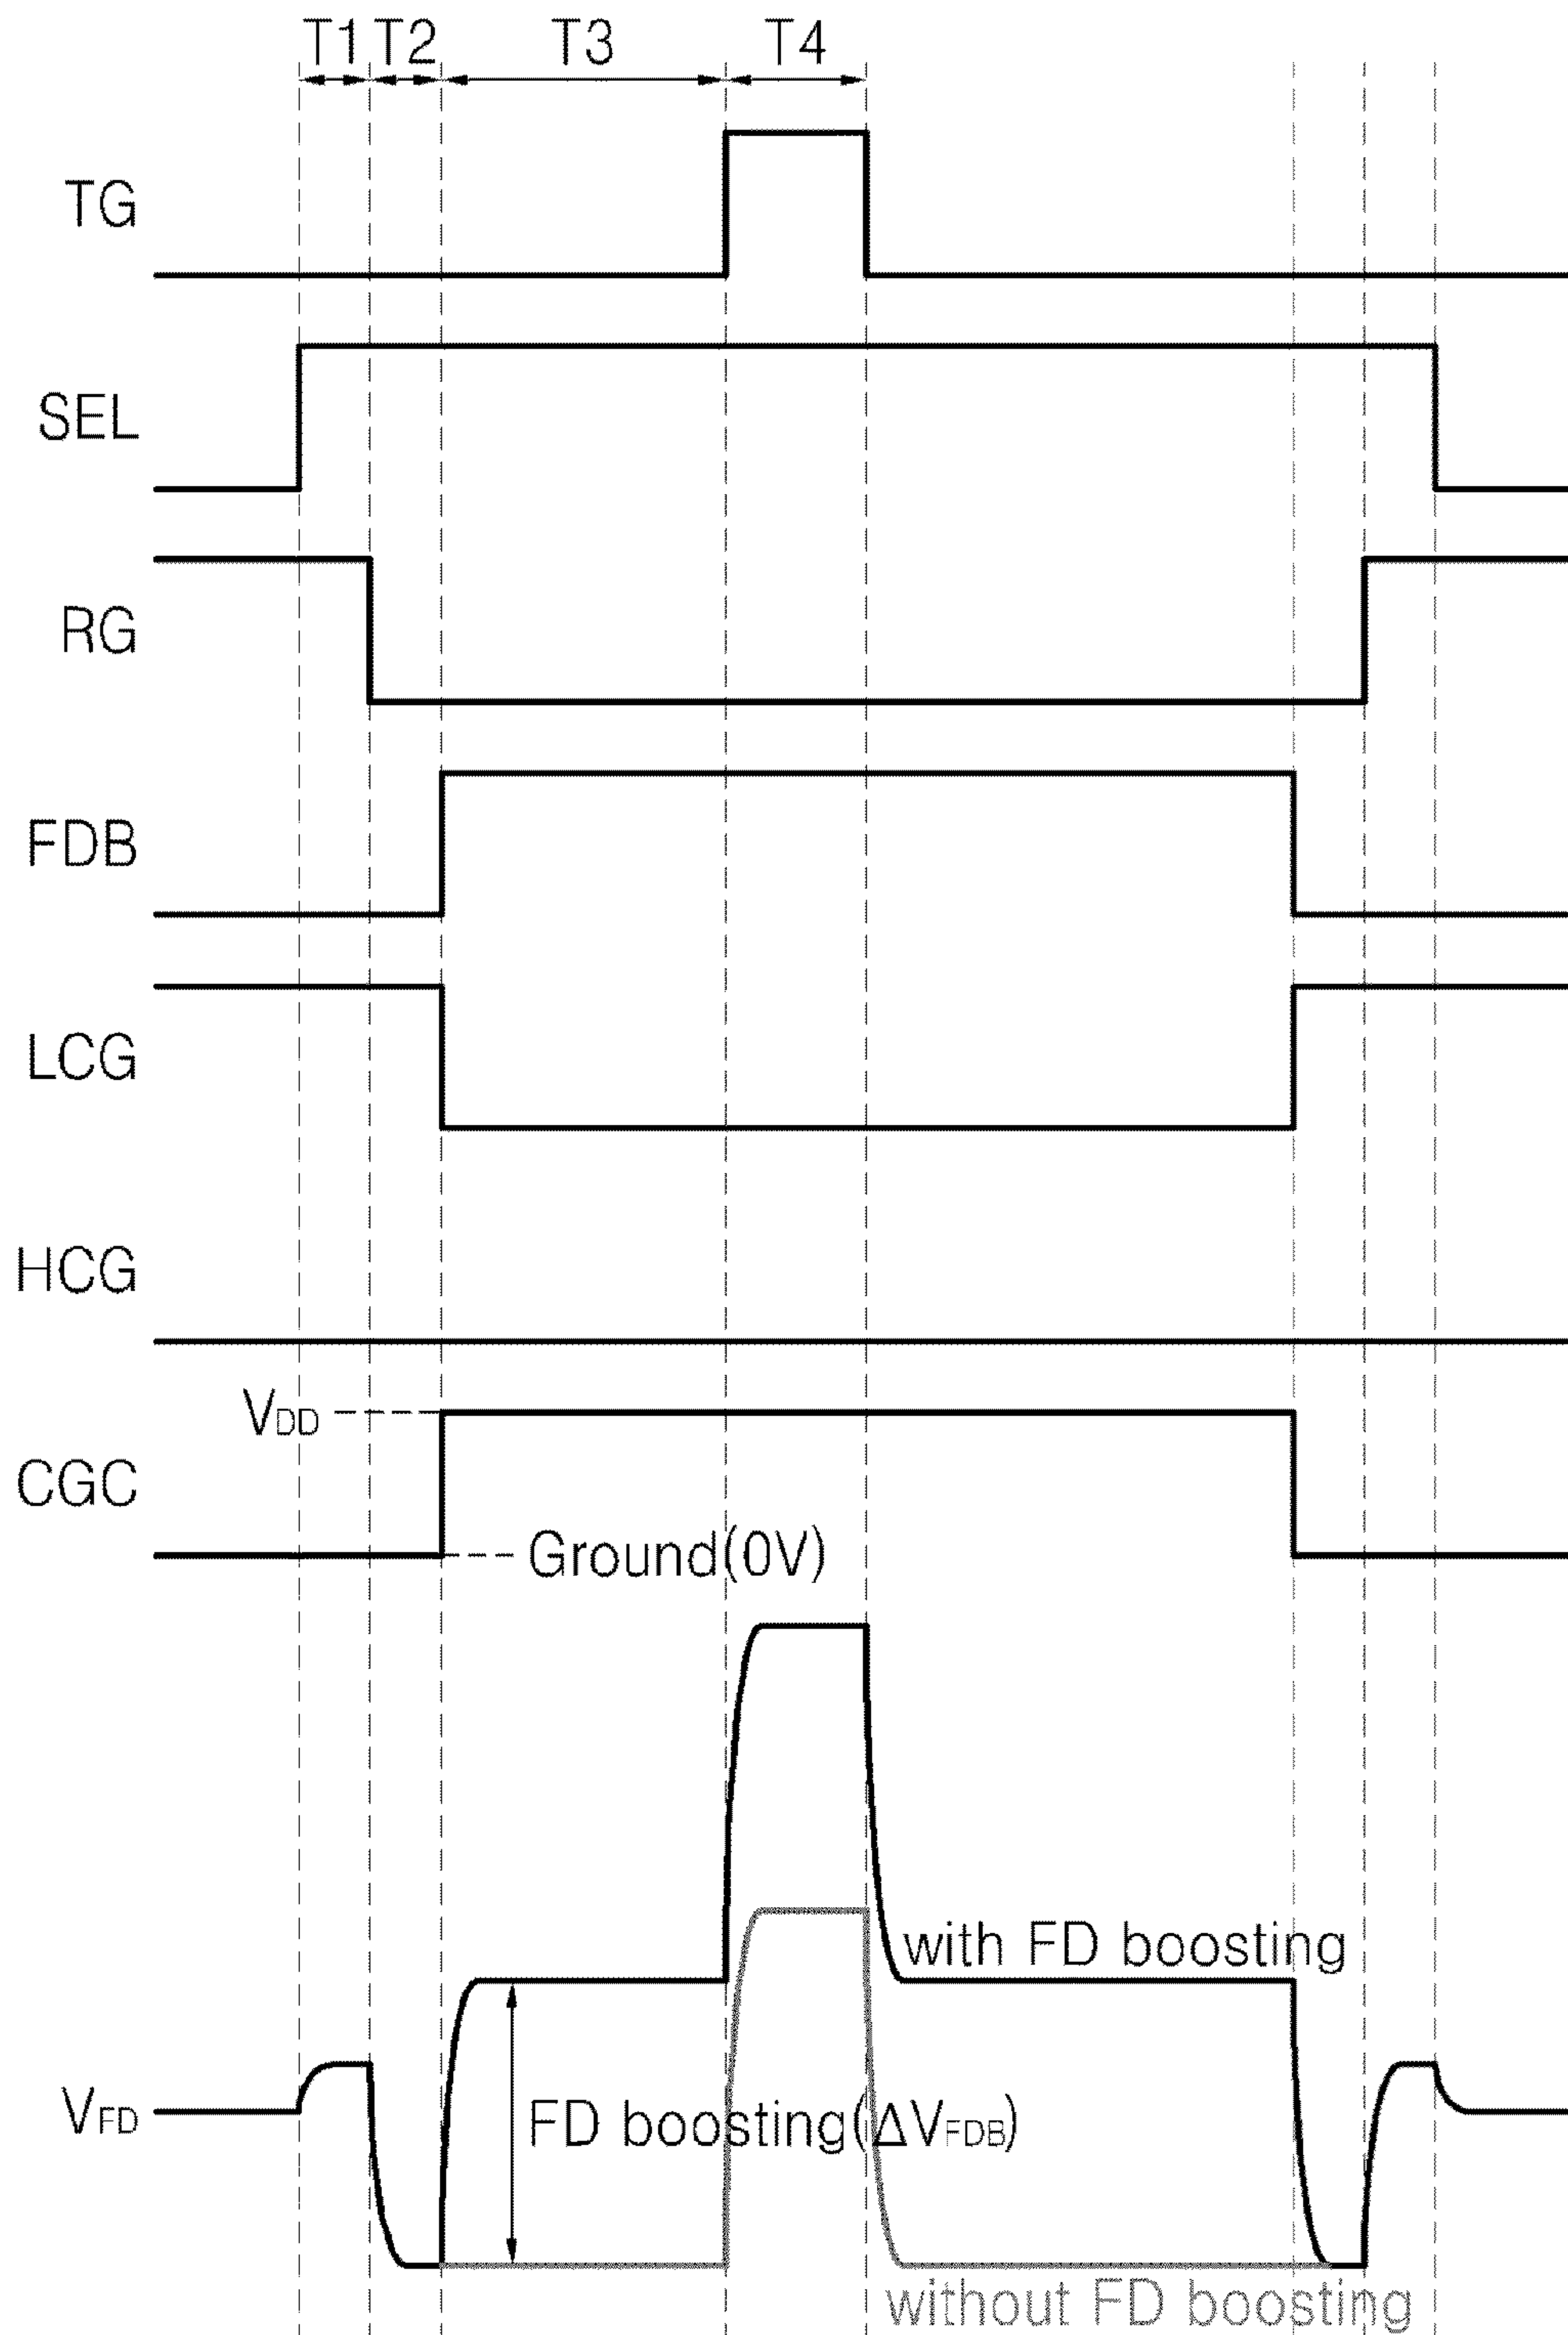 T1 T2 T3 T4
TG
SEL
RG
FDB
LCG
HCG
VDD
CGC
Ground(0V)
with FD boosting
VFD
FD boosting(ΔVFDB)
without FD boosting